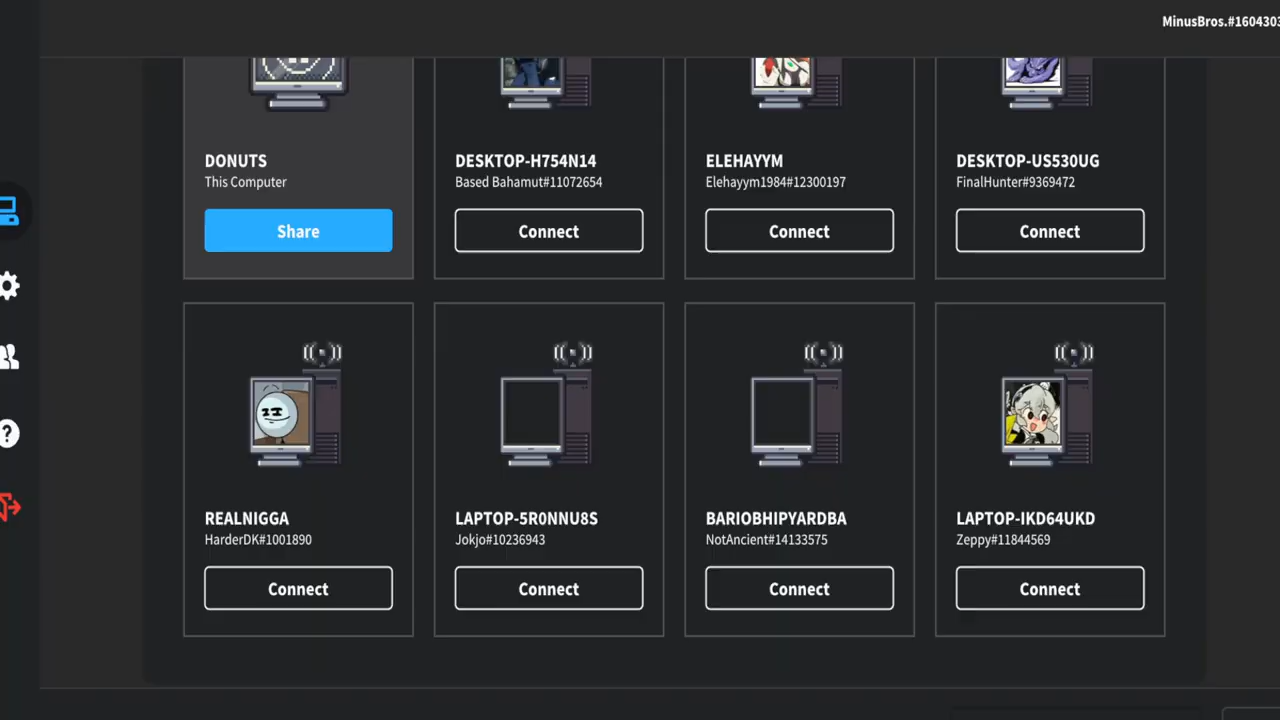 MinusBros.#1604303
DONUTS
This Computer
Share
DESKTOP-H754N14
Based Bahamut#11072654
Connect
ELEHAYYM
Elehayym1984#12300197
Connect
DESKTOP-US530UG
FinalHunter#9369472
Connect
REALNIGGA
HarderDK#1001890
Connect
LAPTOP-5R0NNU8S
Jokjo#10236943
Connect
BARIOBHIPYARDBA
NotAncient#14133575
Connect
LAPTOP-IKD64UKD
Zeppy#11844569
Connect